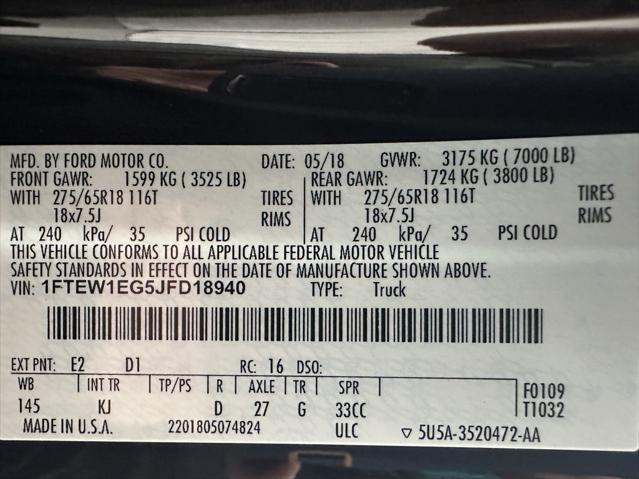 MFD. BY FORD MOTOR CO. DATE: 05/18 GVWR: 3175 KG ( 7000 LB)
FRONT GAWR: 1599 KG ( 3525 LB) REAR GAWR: 1724 KG ( 3800 LB)
WITH 275/65R18 116T TIRES WITH 275/65R18 116T TIRES
18x7.5J RIMS 18x7.5J RIMS
AT 240 kPa/ 35 PSI COLD AT 240 kPa/ 35 PSI COLD
THIS VEHICLE CONFORMS TO ALL APPLICABLE FEDERAL MOTOR VEHICLE
SAFETY STANDARDS IN EFFECT ON THE DATE OF MANUFACTURE SHOWN ABOVE.
VIN: 1FTEW1EG5JFD18940 TYPE: Truck
EXT PNT: E2 D1 RC: 16 DSO:
WB INT TR TP/PS R AXLE TR SPR F0109
145 KJ D 27 G 33CC T1032
MADE IN U.S.A. 2201805074824 ULC ▽ 5U5A-3520472-AA